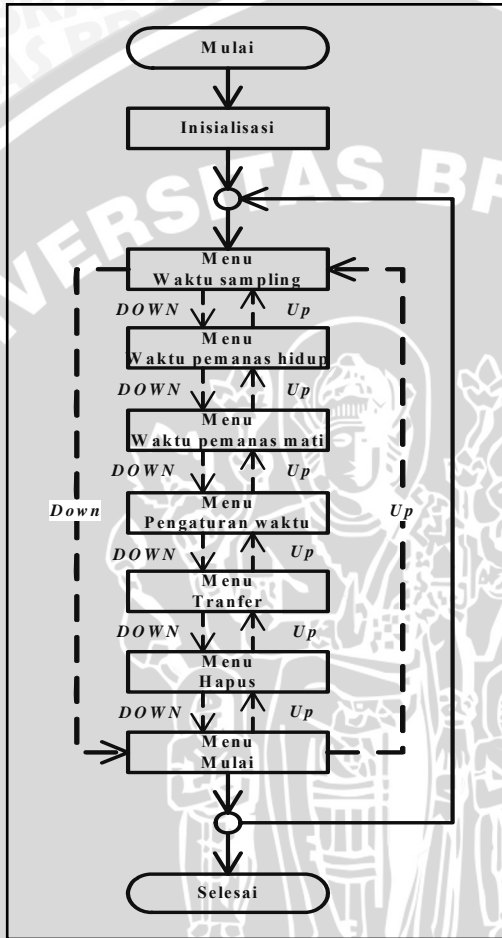 Mulai
Inisialisasi
Menu
Waktu sampling
DOWN Up
Menu
Waktu pemanas hidup
DOWN Up
Menu
Waktu pemanas mati
DOWN Up
Menu
Down Pengaturan waktu Up
DOWN Up
Menu
Tranfer
DOWN Up
Menu
Hapus
DOWN Up
Menu
Mulai
Selesai